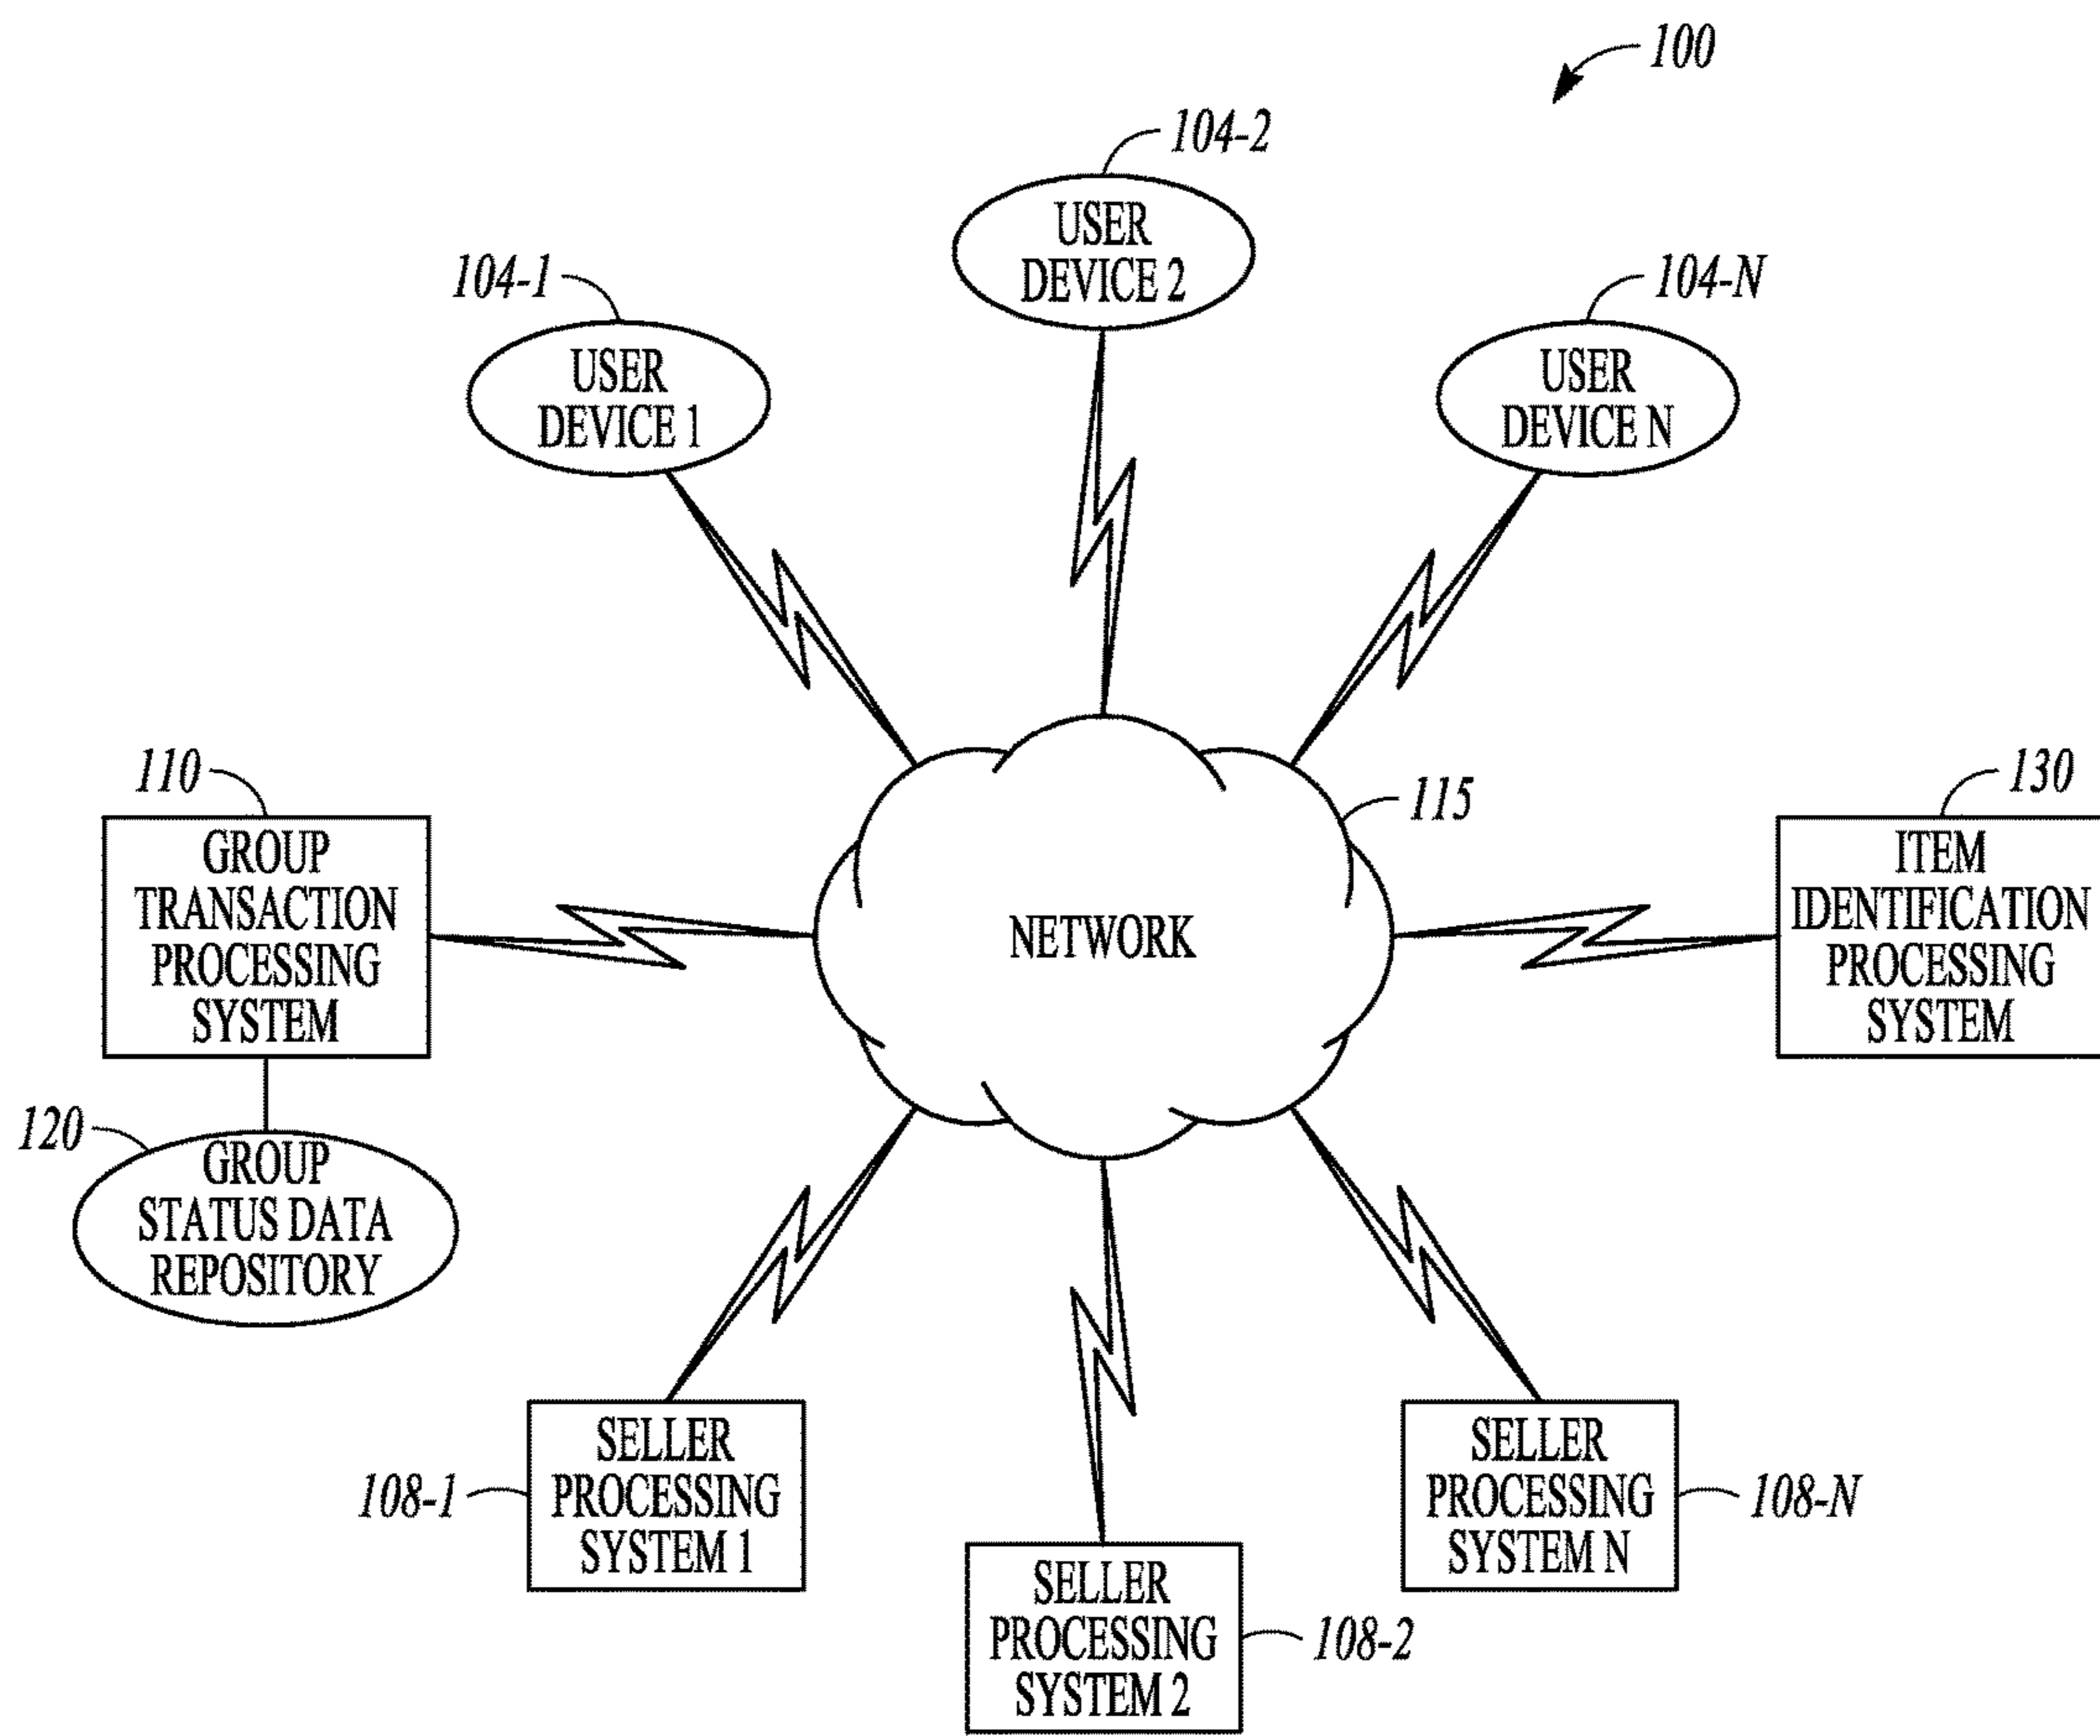 100
104-2
USER
DEVICE 2
104-1
USER
DEVICE 1
104-N
USER
DEVICE N
110
GROUP
TRANSACTION
PROCESSING
SYSTEM
115
NETWORK
130
ITEM
IDENTIFICATION
PROCESSING
SYSTEM
120
GROUP
STATUS DATA
REPOSITORY
108-1
SELLER
PROCESSING
SYSTEM 1
SELLER
PROCESSING
SYSTEM 2
108-2
SELLER
PROCESSING
SYSTEM N
108-N